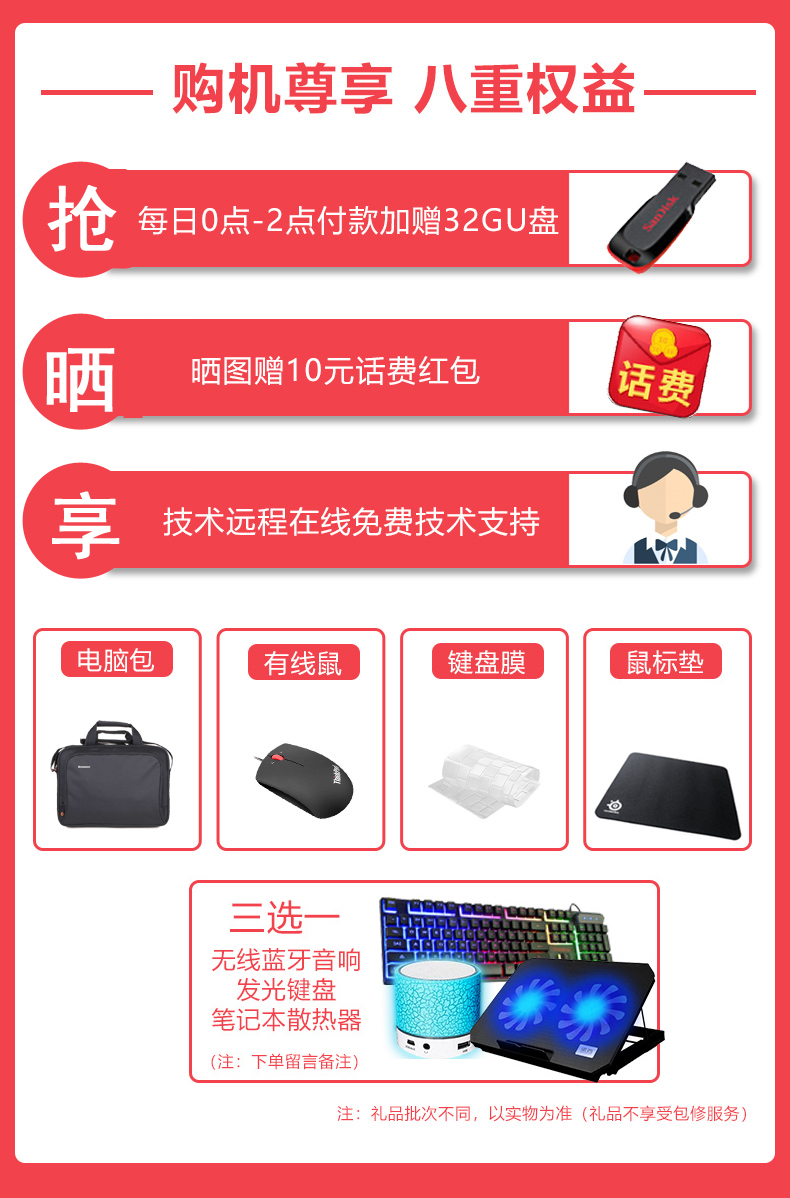 购机尊享 八重权益
抢
每日0点-2点付款加赠32GU盘
SanDisk
晒
晒图赠10元话费红包
话费
享
技术远程在线免费技术支持
电脑包
有线鼠
键盘膜
鼠标垫
ThinkPad
三选一
无线蓝牙音响
发光键盘
笔记本散热器
(注：下单留言备注)
注：礼品批次不同，以实物为准（礼品不享受包修服务）